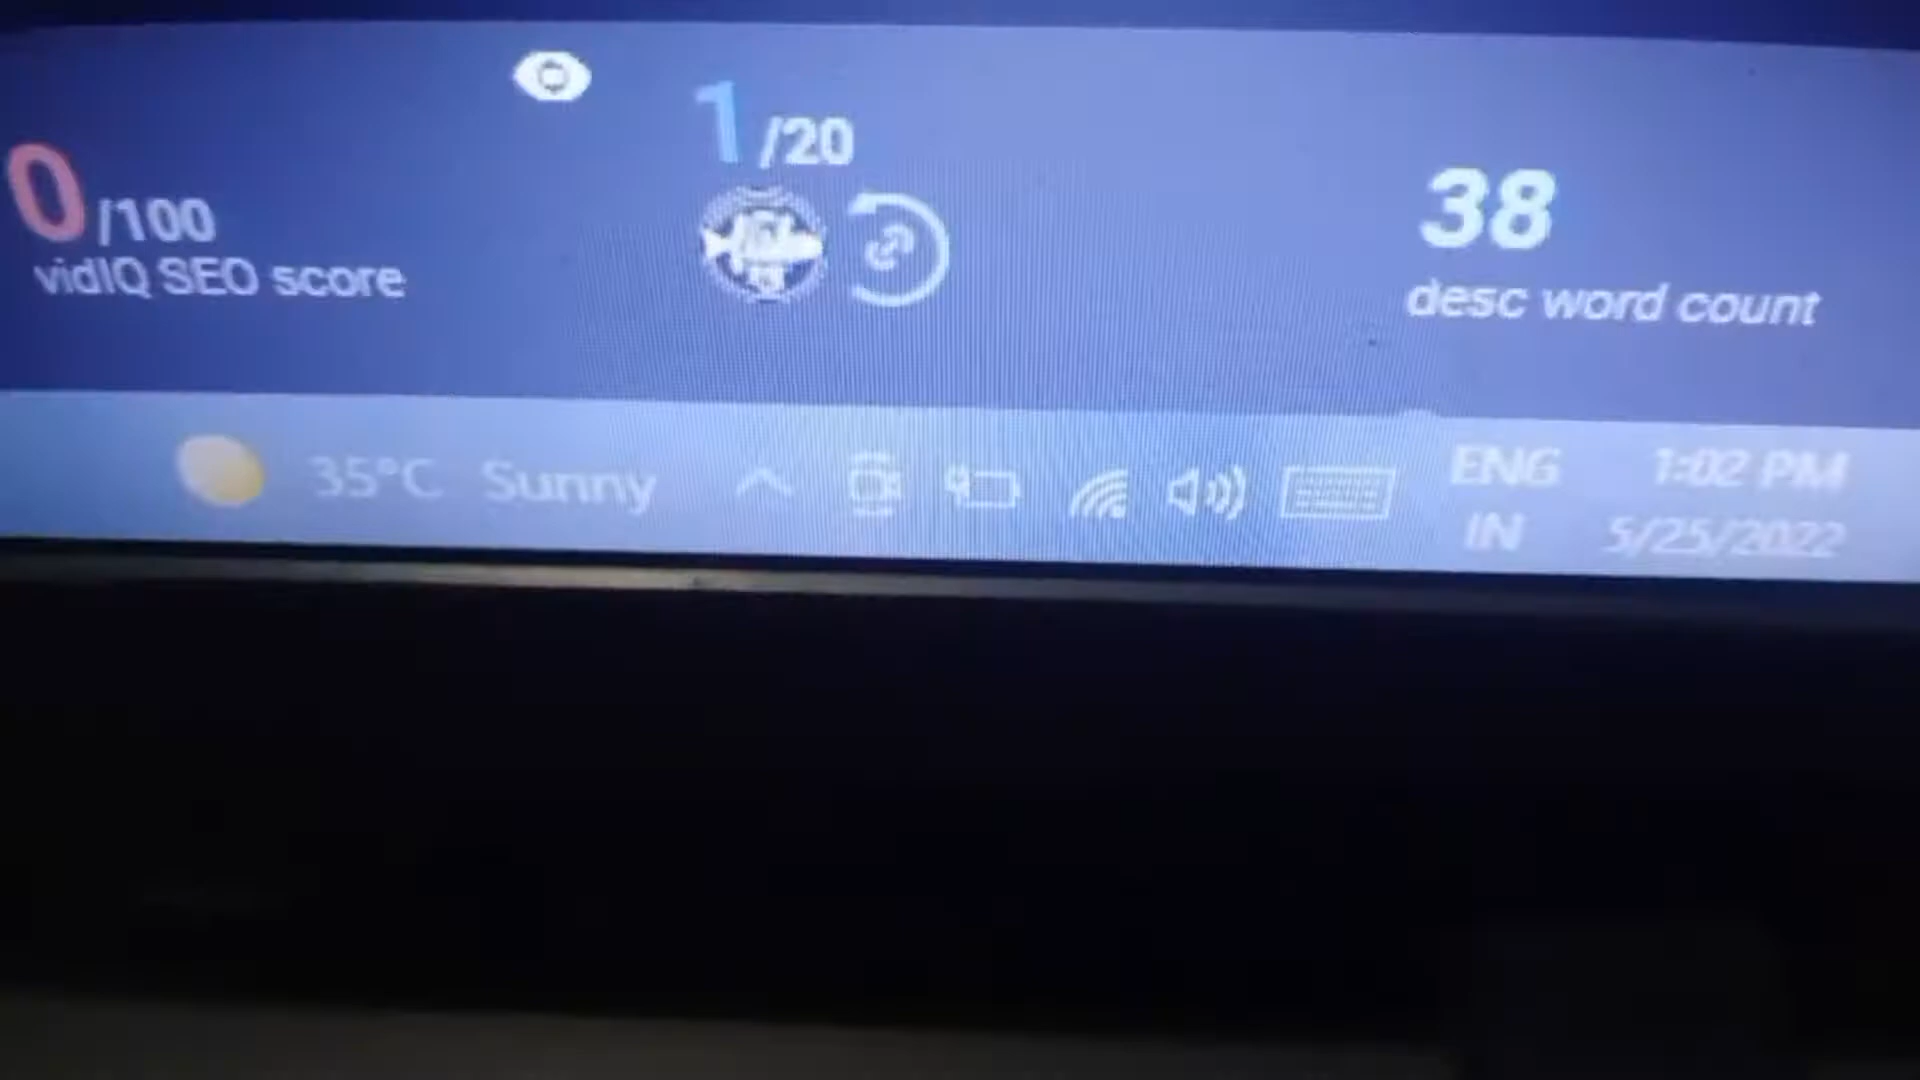 0/100
vidIQ SEO score
1/20
38
desc word count
35°C Sunny
ENG
IN
1:02 PM
5/25/2022